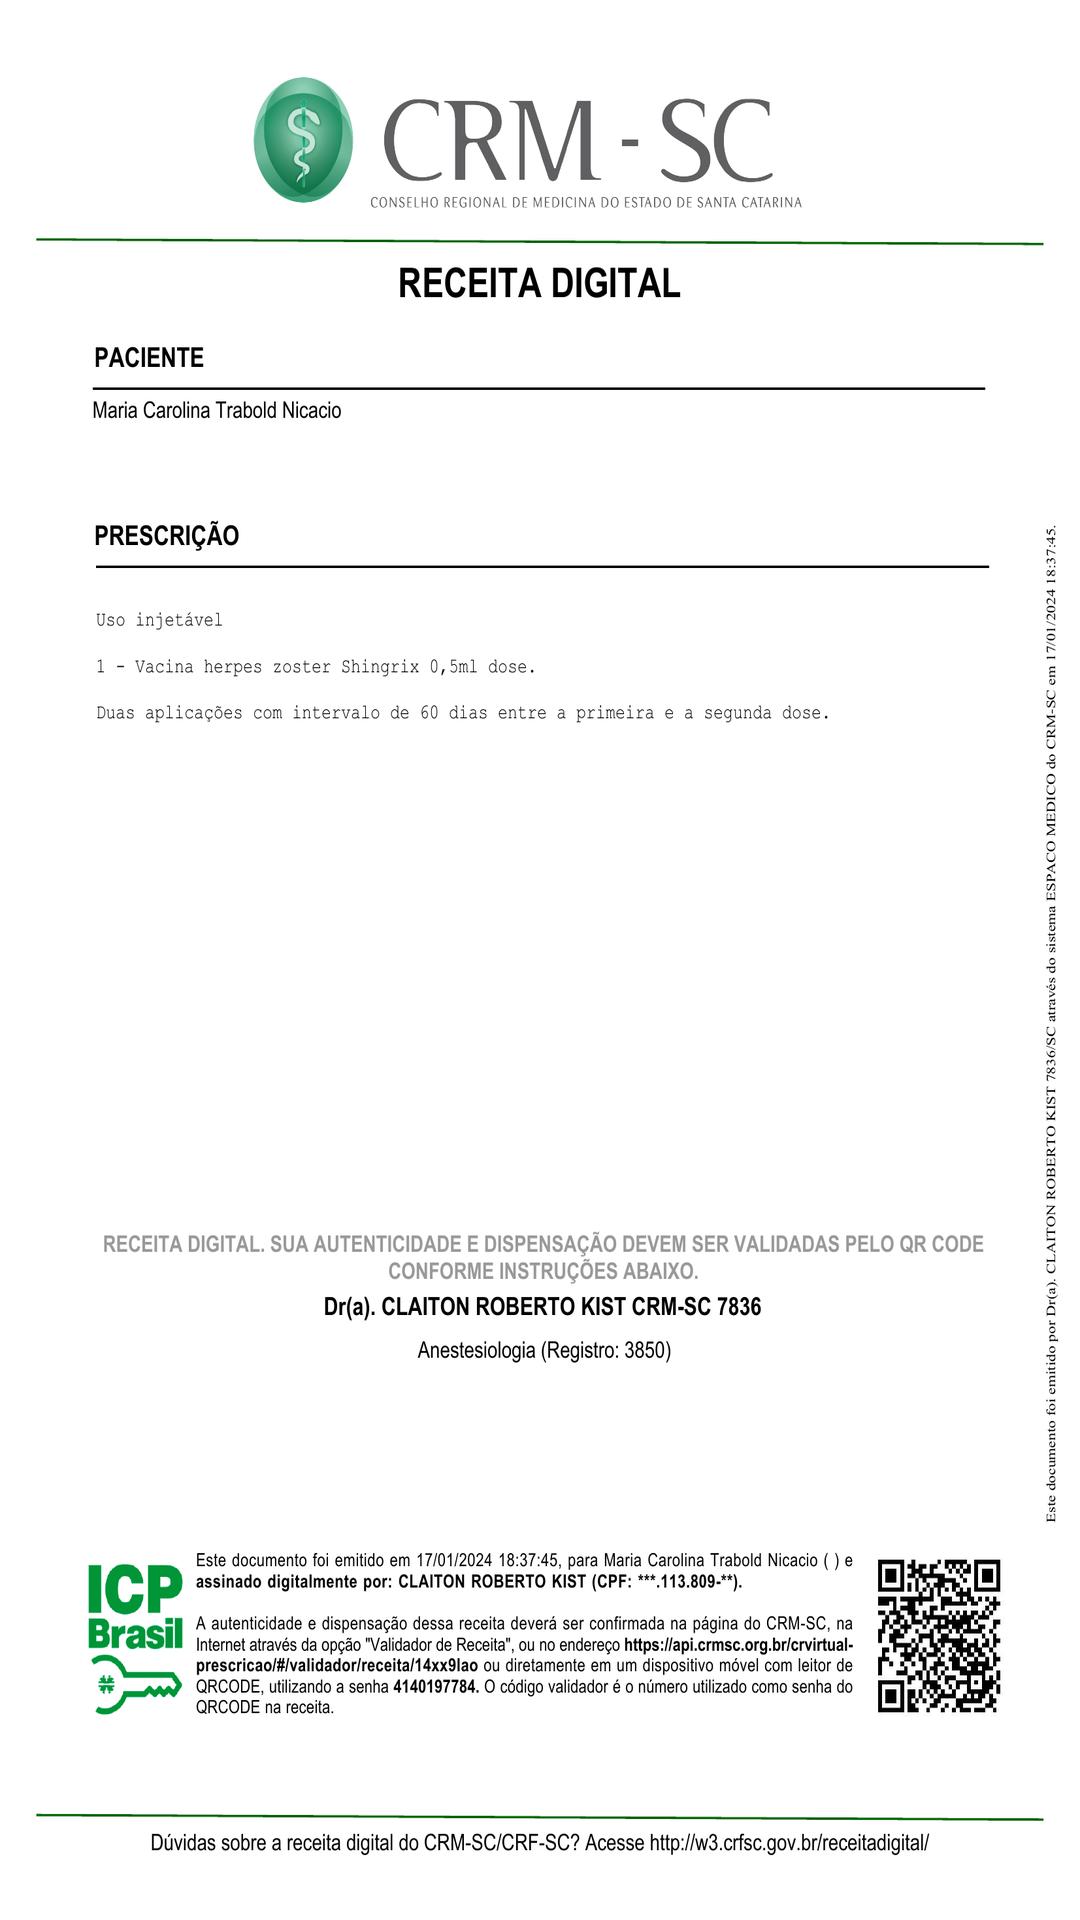 CRM - SC
CONSELHO REGIONAL DE MEDICINA DO ESTADO DE SANTA CATARINA
RECEITA DIGITAL
PACIENTE
Maria Carolina Trabold Nicacio
PRESCRIÇÃO
Uso injetável
1 - Vacina herpes zoster Shingrix 0,5ml dose.
Duas aplicações com intervalo de 60 dias entre a primeira e a segunda dose.
Este documento foi emitido por Dr(a). CLAITON ROBERTO KIST 7836/SC através do sistema ESPACO MEDICO do CRM-SC em 17/01/2024 18:37:45.
RECEITA DIGITAL. SUA AUTENTICIDADE E DISPENSAÇÃO DEVEM SER VALIDADAS PELO QR CODE
CONFORME INSTRUÇÕES ABAIXO.
Dr(a). CLAITON ROBERTO KIST CRM-SC 7836
Anestesiologia (Registro: 3850)
ICP
Brasil
Este documento foi emitido em 17/01/2024 18:37:45, para Maria Carolina Trabold Nicacio ( ) e
assinado digitalmente por: CLAITON ROBERTO KIST (CPF: ***.113.809-**).
A autenticidade e dispensação dessa receita deverá ser confirmada na página do CRM-SC, na
Internet através da opção "Validador de Receita", ou no endereço https://api.crmsc.org.br/crvirtual-
prescricao/#/validador/receita/14xx9lao ou diretamente em um dispositivo móvel com leitor de
QRCODE, utilizando a senha 4140197784. O código validador é o número utilizado como senha do
QRCODE na receita.
Dúvidas sobre a receita digital do CRM-SC/CRF-SC? Acesse http://w3.crfsc.gov.br/receitadigital/